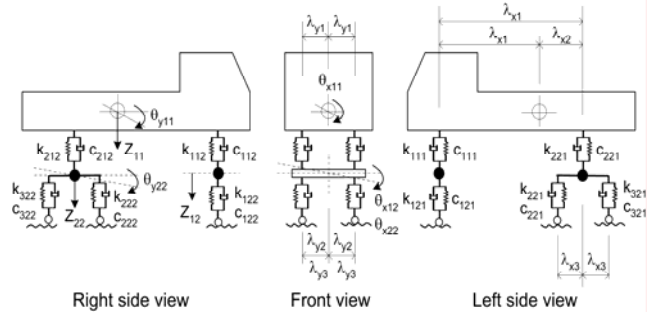 λx1
λy1 λy1
λx1 λx2
θx11
θy11
Z11
k212 c212
k112 c112
k111 c111
k221 c221
θy22
k322 c322
k222 c222
Z22
Z12
k122 c122
θx12
θx22
k121 c121
k221 c221
k321 c321
λy2 λy2
λy3 λy3
λx3 λx3
Right side view
Front view
Left side view